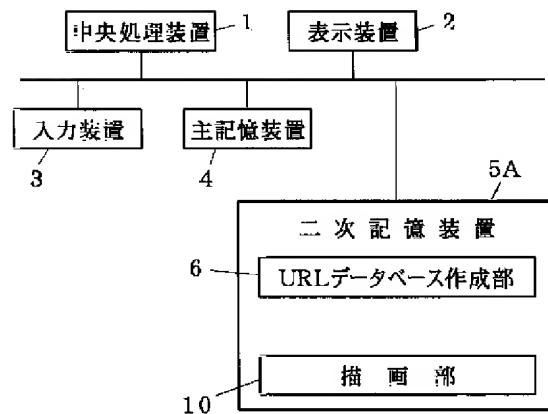 1
2
中央処理装置
表示装置
入力装置
主記憶装置
3
4
5A
二次記憶装置
6
URLデータベース作成部
描画部
10